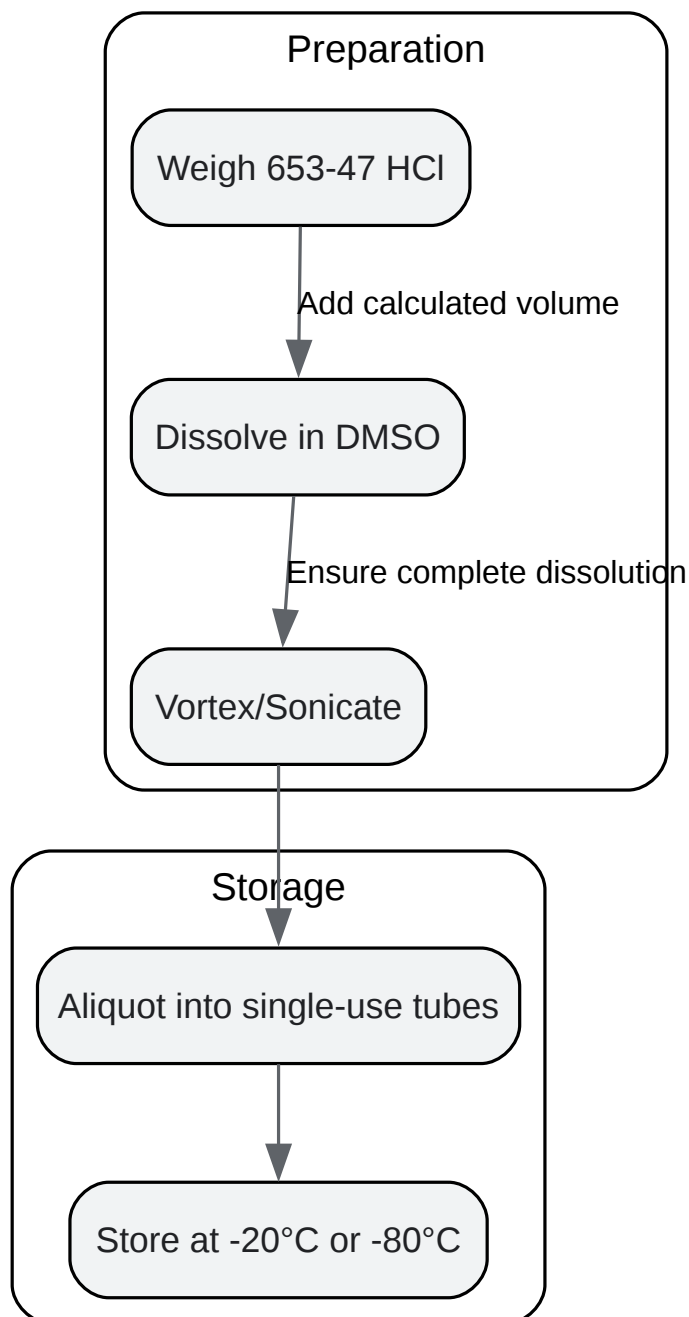 Preparation
Weigh 653-47 HCl
Add calculated volume
Dissolve in DMSO
Ensure complete dissolution
Vortex/Sonicate
Storage
Aliquot into single-use tubes
Store at -20°C or -80°C